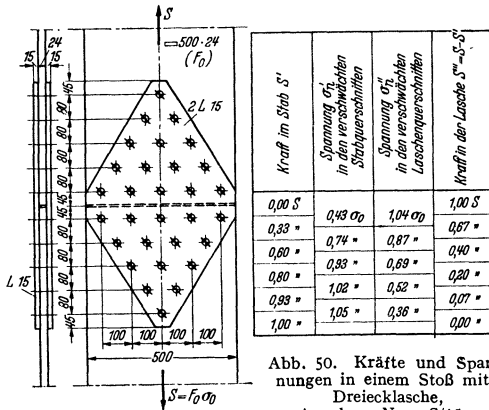 S
500·24
(F₀)
24
15
15
2 L 15
45
80
80
80
80
45
45
80
80
80
80
45
L 15
100
100
100
100
500
S=F₀σ₀
Kraft im Stab S'
Spannung σ'ₙ
in den verschwächten
Stabquerschnitten
Spannung σ''ₙ
in den verschwächten
Laschenquerschnitten
Kraft in der Lasche S''=S-S'
0,00 S
1,00 S
0,43 σ₀
1,04 σ₀
0,33 "
0,67 "
0,74 "
0,87 "
0,60 "
0,40 "
0,93 "
0,69 "
0,80 "
0,20 "
1,02 "
0,52 "
0,93 "
0,07 "
1,05 "
0,36 "
1,00 "
0,00 "
Abb. 50. Kräfte und Span-
nungen in einem Stoß mit
Dreiecklasche,